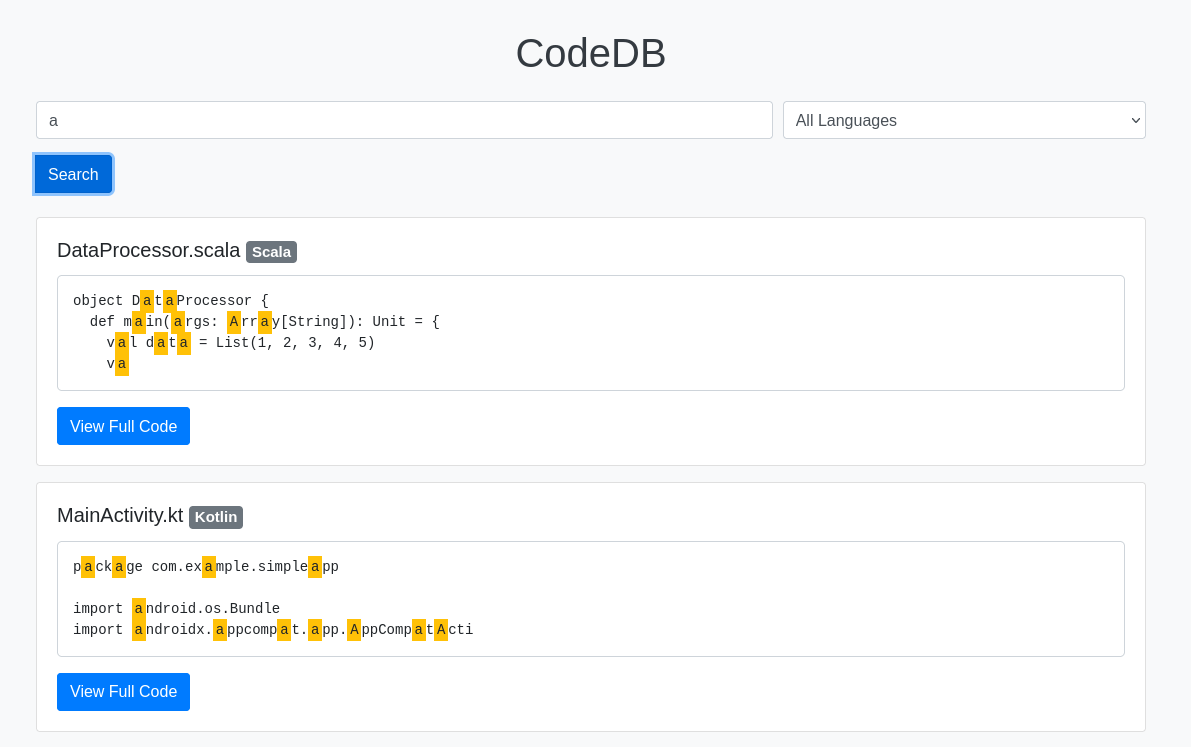 CodeDB
a
All Languages
Search
DataProcessor.scala Scala
object DataProcessor {
  def main(args: Array[String]): Unit = {
    val data = List(1, 2, 3, 4, 5)
    va
View Full Code
MainActivity.kt Kotlin
package com.example.simpleapp

import android.os.Bundle
import androidx.appcompat.app.AppCompatActi
View Full Code